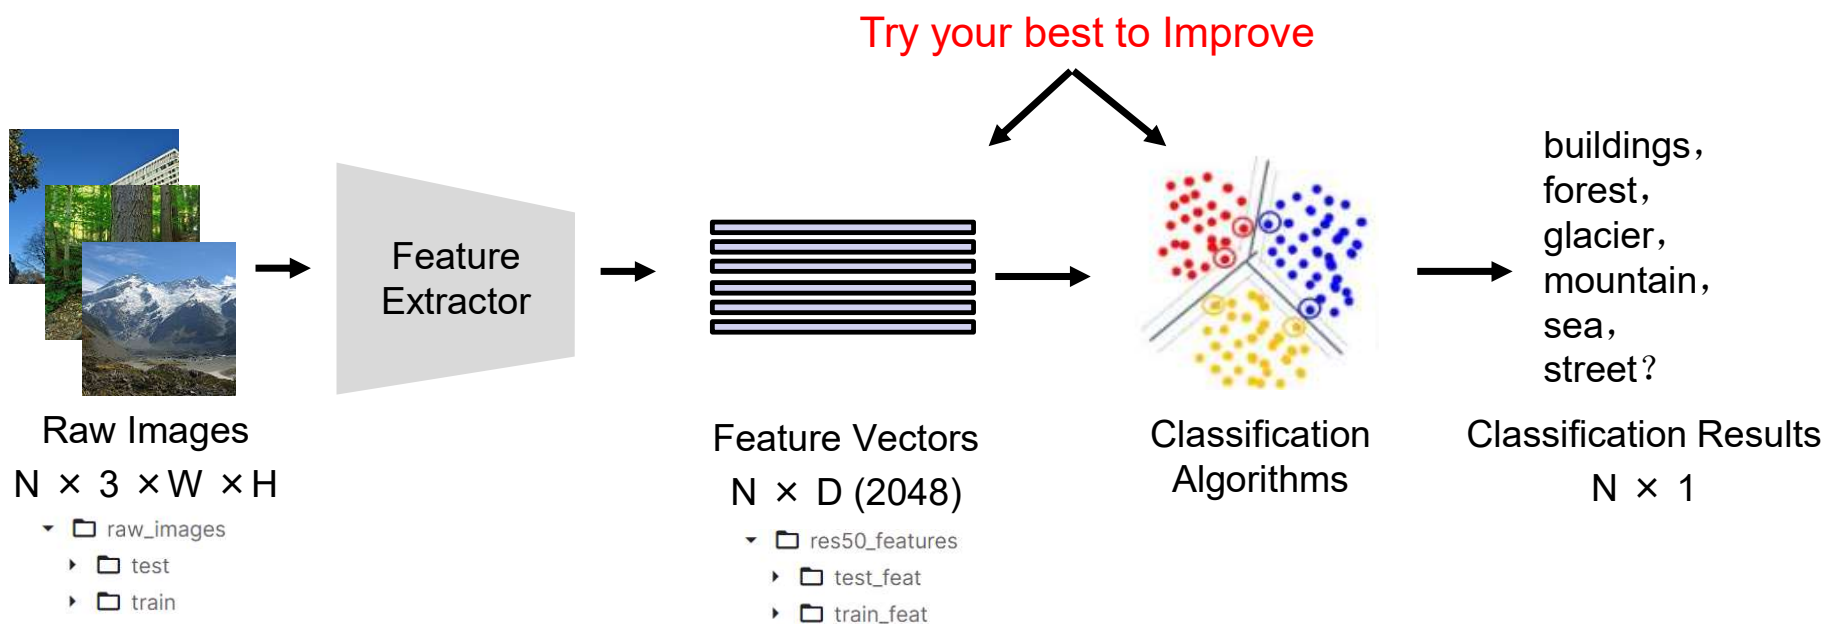 Try your best to Improve
Feature
Extractor
buildings，
forest，
glacier，
mountain，
sea，
street？
Raw Images
N × 3 ×W ×H
raw_images
test
train
Feature Vectors
N × D (2048)
res50_features
test_feat
train_feat
Classification
Algorithms
Classification Results
N × 1